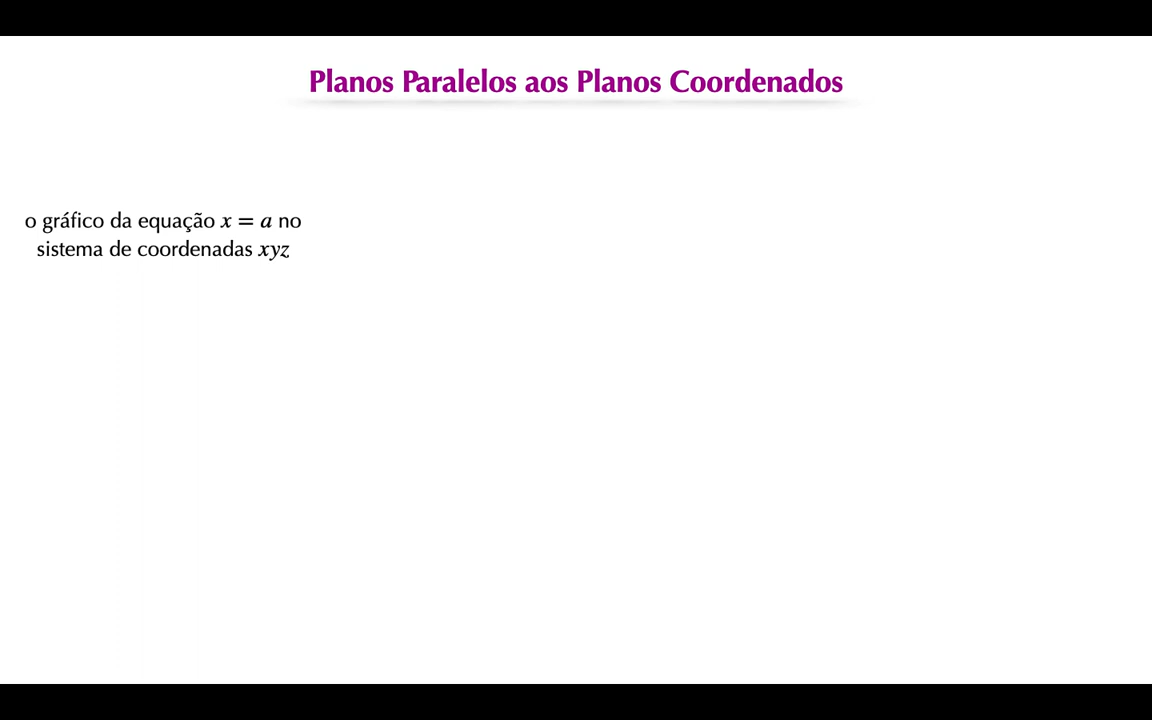 Planos Paralelos aos Planos Coordenados
o gráfico da equação x = a no
sistema de coordenadas xyz